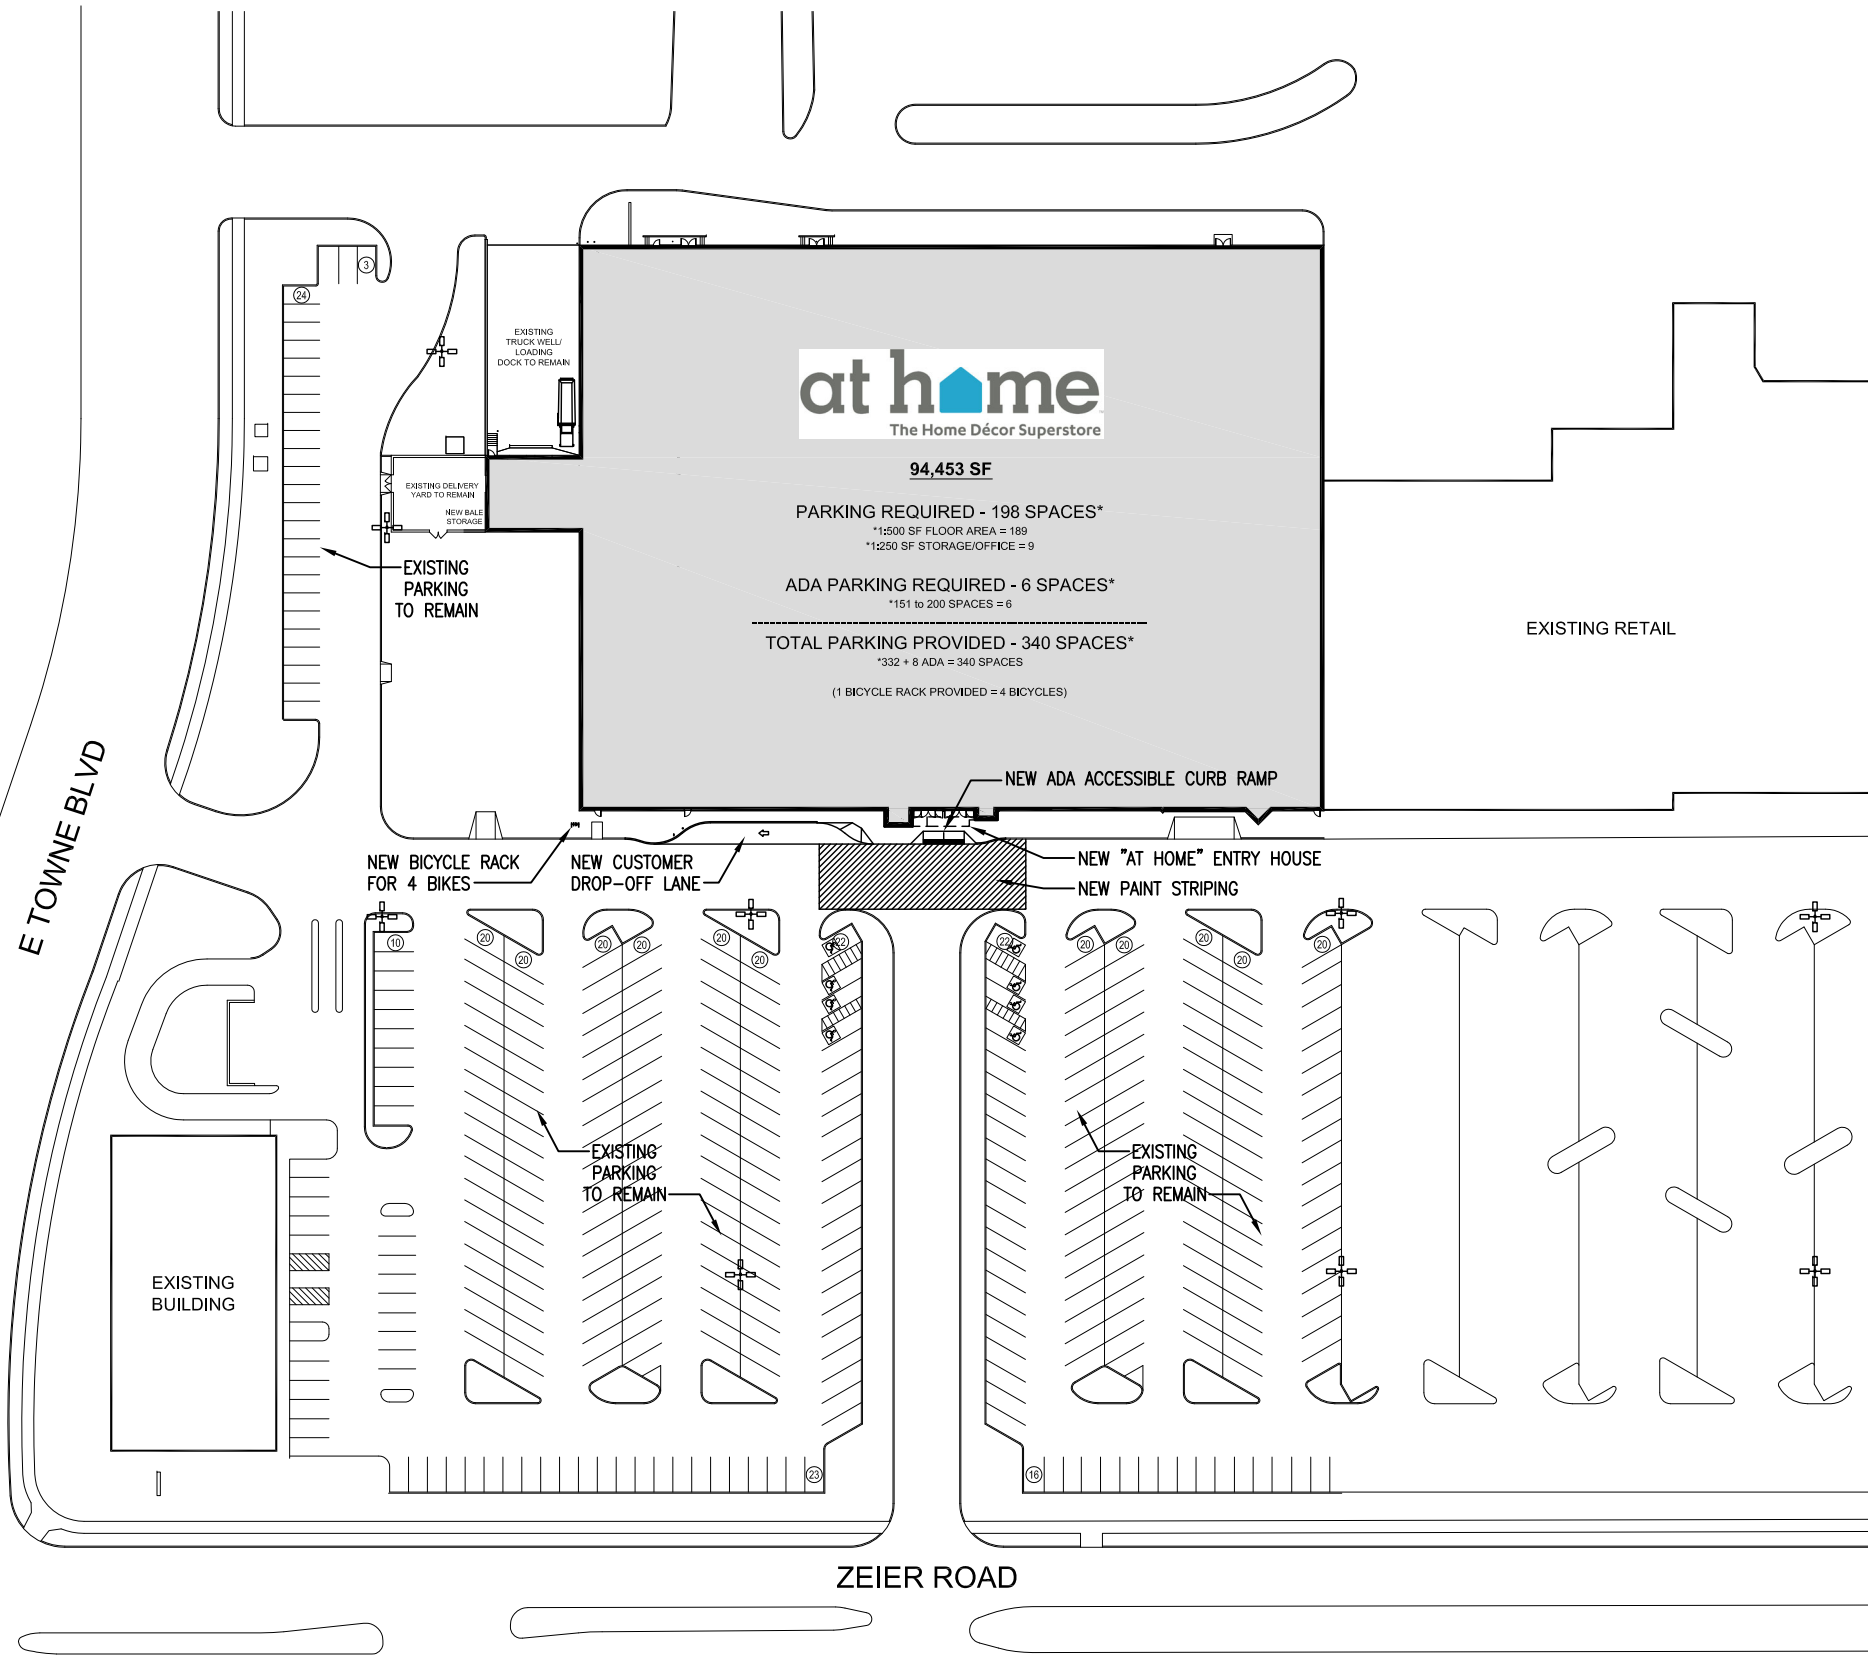 3
24
EXISTING
TRUCK WELL/
LOADING
DOCK TO REMAIN
at home
The Home Décor Superstore
94,453 SF
EXISTING DELIVERY
YARD TO REMAIN
NEW BALE
STORAGE
PARKING REQUIRED - 198 SPACES*
*1:500 SF FLOOR AREA = 189
*1:250 SF STORAGE/OFFICE = 9
EXISTING
PARKING
TO REMAIN
ADA PARKING REQUIRED - 6 SPACES*
*151 to 200 SPACES = 6
TOTAL PARKING PROVIDED - 340 SPACES*
*332 + 8 ADA = 340 SPACES
(1 BICYCLE RACK PROVIDED = 4 BICYCLES)
EXISTING RETAIL
NEW ADA ACCESSIBLE CURB RAMP
E TOWNE BLVD
NEW BICYCLE RACK
FOR 4 BIKES
NEW CUSTOMER
DROP-OFF LANE
NEW "AT HOME" ENTRY HOUSE
NEW PAINT STRIPING
10
20
20
20
20
20
20
22
22
20
20
20
20
20
EXISTING
PARKING
TO REMAIN
EXISTING
PARKING
TO REMAIN
EXISTING
BUILDING
23
16
ZEIER ROAD